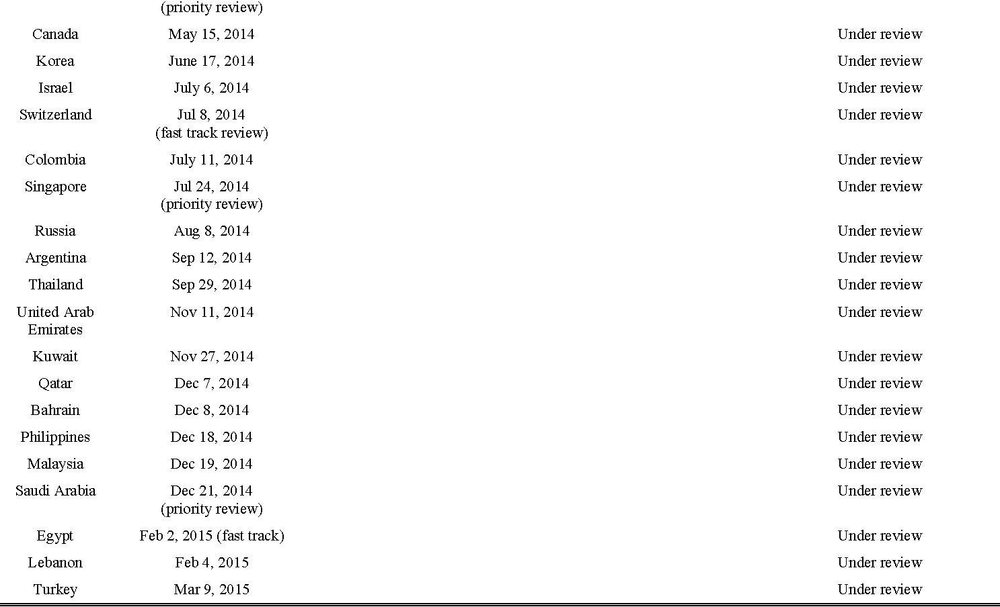 (priority review)
Canada May 15, 2014 Under review
Korea June 17, 2014 Under review
Israel July 6, 2014 Under review
Switzerland Jul 8, 2014 Under review
(fast track review)
Colombia July 11, 2014 Under review
Singapore Jul 24, 2014 Under review
(priority review)
Russia Aug 8, 2014 Under review
Argentina Sep 12, 2014 Under review
Thailand Sep 29, 2014 Under review
United Arab Nov 11, 2014 Under review
Emirates
Kuwait Nov 27, 2014 Under review
Qatar Dec 7, 2014 Under review
Bahrain Dec 8, 2014 Under review
Philippines Dec 18, 2014 Under review
Malaysia Dec 19, 2014 Under review
Saudi Arabia Dec 21, 2014 Under review
(priority review)
Egypt Feb 2, 2015 (fast track) Under review
Lebanon Feb 4, 2015 Under review
Turkey Mar 9, 2015 Under review